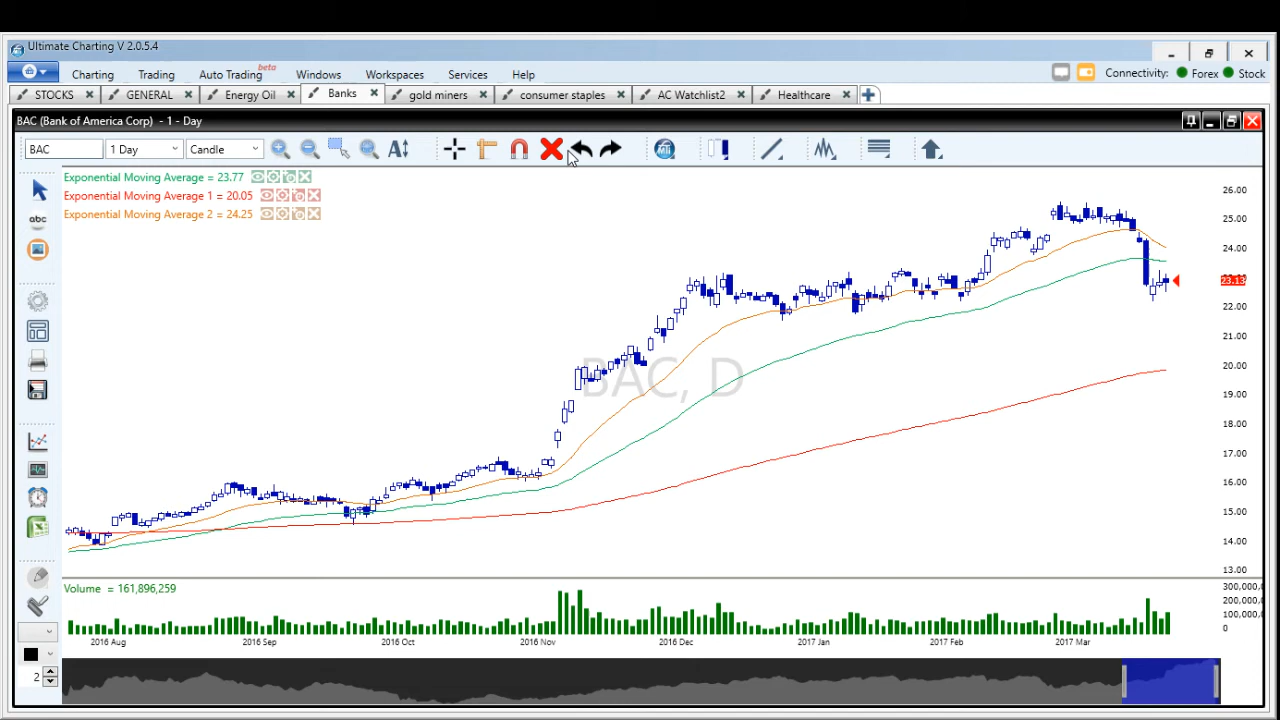 Ultimate Charting V 2.0.5.4
Charting Trading Auto Trading beta Windows Workspaces Services Help Connectivity: Forex Stock
STOCKS GENERAL Energy Oil Banks gold miners consumer staples AC Watchlist2 Healthcare
BAC (Bank of America Corp) - 1 - Day
BAC 1 Day Candle
abc
Exponential Moving Average = 23.77
Exponential Moving Average 1 = 20.05
Exponential Moving Average 2 = 24.25
BAC, D
26.00
25.00
24.00
23.13
22.00
21.00
20.00
19.00
18.00
17.00
16.00
15.00
14.00
13.00
Volume = 161,896,259
300,000,
200,000,
100,000,
0
2016 Aug 2016 Sep 2016 Oct 2016 Nov 2016 Dec 2017 Jan 2017 Feb 2017 Mar
2